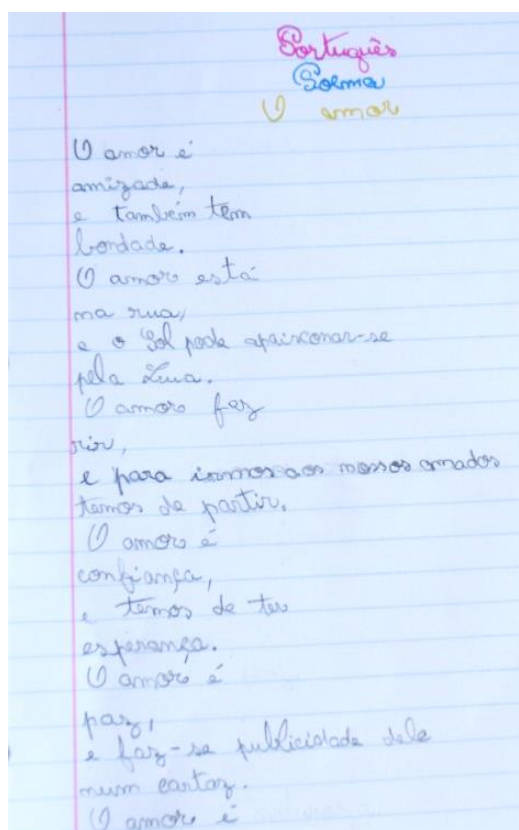 Português
Poema
O amor
O amor é
amizade,
e também tem
bondade.
O amor está
na rua,
e o Sol pode apaixonar-se
pela Lua.
O amor faz
rir,
e para irmos aos nossos amados
temos de partir.
O amor é
confiança,
e temos de ter
esperança.
O amor é
paz,
e faz-se publicidade dele
num cartaz.
O amor é